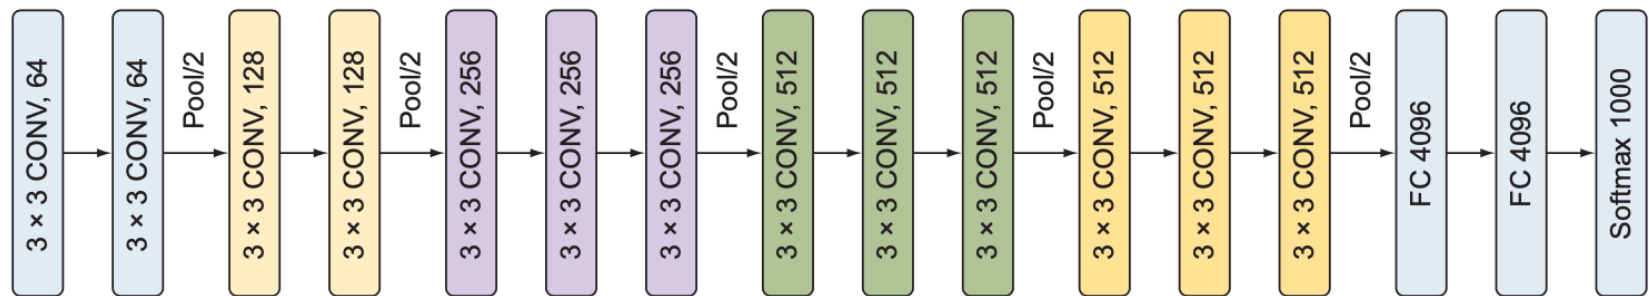 3 × 3 CONV, 64
3 × 3 CONV, 64
Pool/2
3 × 3 CONV, 128
3 × 3 CONV, 128
Pool/2
3 × 3 CONV, 256
3 × 3 CONV, 256
3 × 3 CONV, 256
Pool/2
3 × 3 CONV, 512
3 × 3 CONV, 512
3 × 3 CONV, 512
Pool/2
3 × 3 CONV, 512
3 × 3 CONV, 512
3 × 3 CONV, 512
Pool/2
FC 4096
FC 4096
Softmax 1000